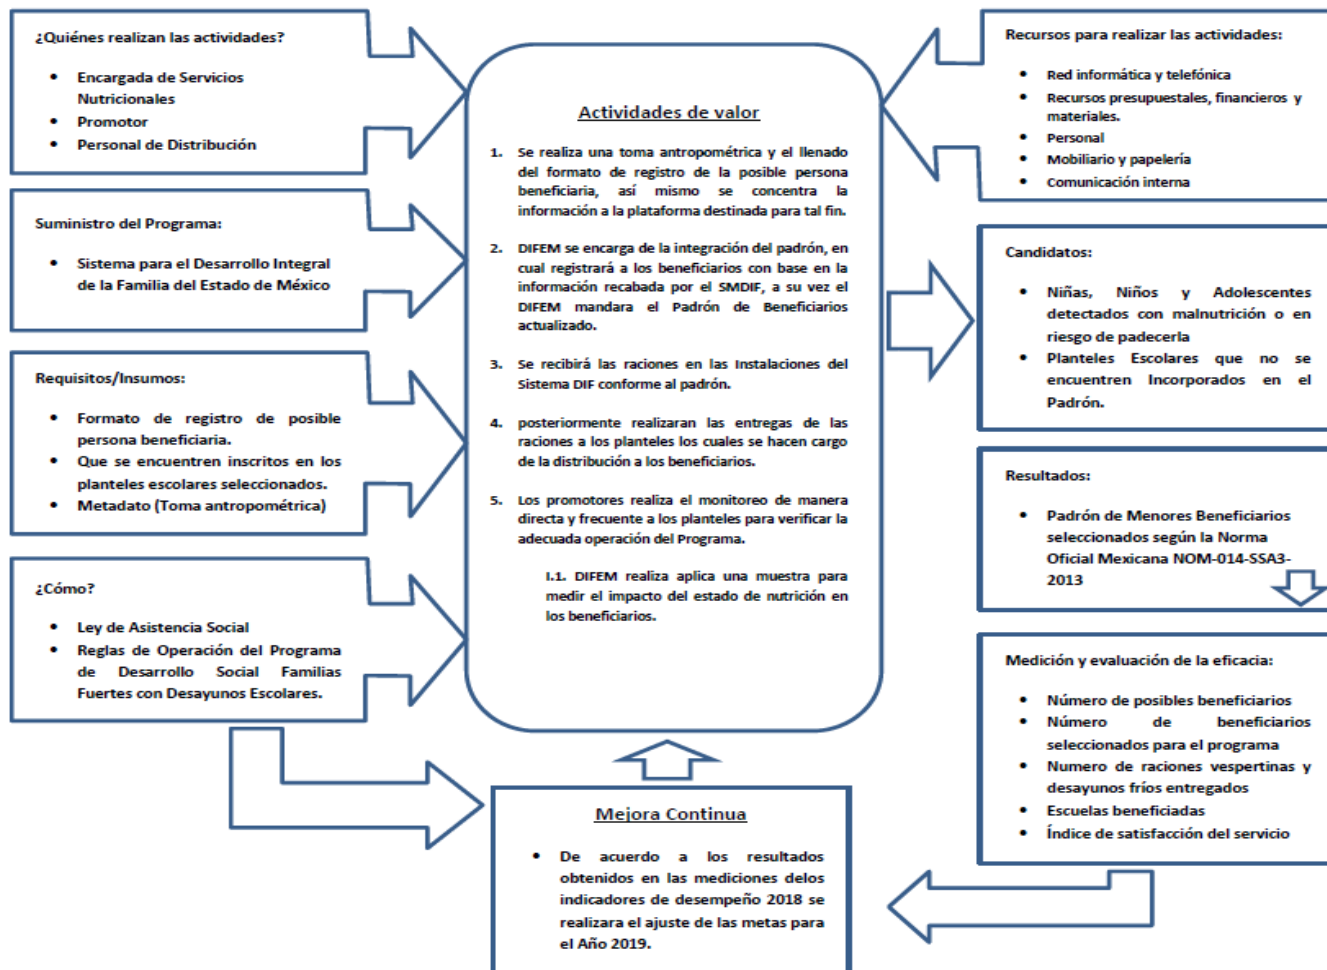 ¿Quiénes realizan las actividades?
• Encargada de Servicios
Nutricionales
• Promotor
• Personal de Distribución
Suministro del Programa:
• Sistema para el Desarrollo Integral
de la Familia del Estado de México
Requisitos/Insumos:
• Formato de registro de posible
persona beneficiaria.
• Que se encuentren inscritos en los
planteles escolares seleccionados.
• Metadato (Toma antropométrica)
¿Cómo?
• Ley de Asistencia Social
• Reglas de Operación del Programa
de Desarrollo Social Familias
Fuertes con Desayunos Escolares.
Actividades de valor
1. Se realiza una toma antropométrica y el llenado
del formato de registro de la posible persona
beneficiaria, así mismo se concentra la
información a la plataforma destinada para tal fin.
2. DIFEM se encarga de la integración del padrón, en
cual registrará a los beneficiarios con base en la
información recabada por el SMDIF, a su vez el
DIFEM mandara el Padrón de Beneficiarios
actualizado.
3. Se recibirá las raciones en las Instalaciones del
Sistema DIF conforme al padrón.
4. posteriormente realizaran las entregas de las
raciones a los planteles los cuales se hacen cargo
de la distribución a los beneficiarios.
5. Los promotores realiza el monitoreo de manera
directa y frecuente a los planteles para verificar la
adecuada operación del Programa.
I.1. DIFEM realiza aplica una muestra para
medir el impacto del estado de nutrición en
los beneficiarios.
Mejora Continua
• De acuerdo a los resultados
obtenidos en las mediciones delos
indicadores de desempeño 2018 se
realizara el ajuste de las metas para
el Año 2019.
Recursos para realizar las actividades:
• Red informática y telefónica
• Recursos presupuestales, financieros y
materiales.
• Personal
• Mobiliario y papelería
• Comunicación interna
Candidatos:
• Niñas, Niños y Adolescentes
detectados con malnutrición o en
riesgo de padecerla
• Planteles Escolares que no se
encuentren Incorporados en el
Padrón.
Resultados:
• Padrón de Menores Beneficiarios
seleccionados según la Norma
Oficial Mexicana NOM-014-SSA3-
2013
Medición y evaluación de la eficacia:
• Número de posibles beneficiarios
• Número de beneficiarios
seleccionados para el programa
• Numero de raciones vespertinas y
desayunos fríos entregados
• Escuelas beneficiadas
• Índice de satisfacción del servicio